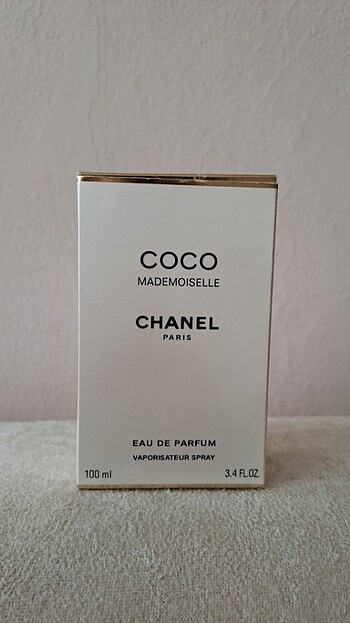 COCO
MADEMOISELLE
CHANEL
PARIS
EAU DE PARFUM
VAPORISATEUR SPRAY
100 ml 3.4 FL.OZ.